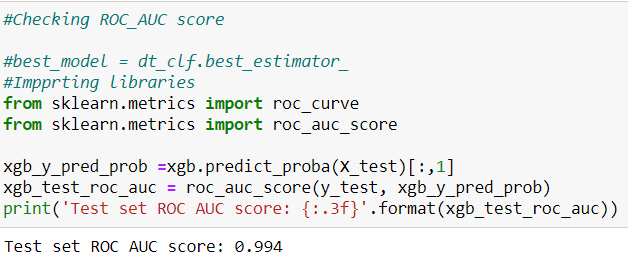 #Checking ROC_AUC score
#best_model = dt_clf.best_estimator_
#Impprting libraries
from sklearn.metrics import roc_curve
from sklearn.metrics import roc_auc_score
xgb_y_pred_prob =xgb.predict_proba(X_test)[:,1]
xgb_test_roc_auc = roc_auc_score(y_test, xgb_y_pred_prob)
print('Test set ROC AUC score: {:.3f}'.format(xgb_test_roc_auc))
Test set ROC AUC score: 0.994